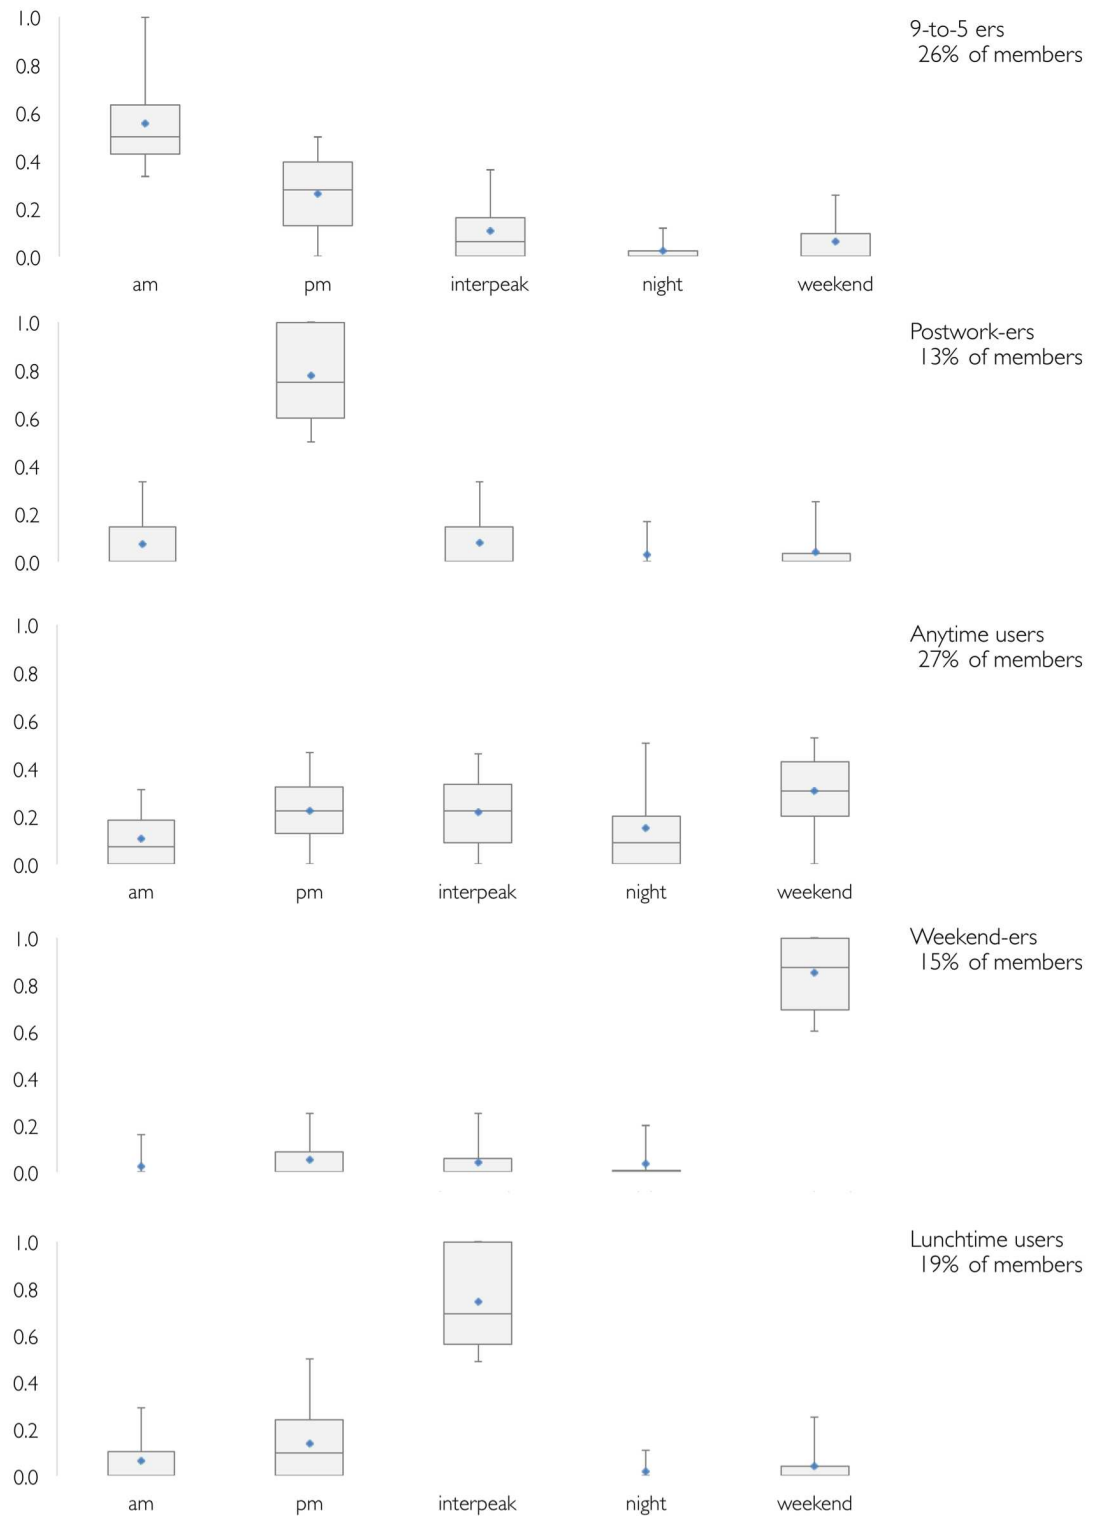 1.0
0.8
0.6
0.4
0.2
0.0
am
pm
interpeak
night
weekend
9-to-5 ers
26% of members
1.0
0.8
0.6
0.4
0.2
0.0
Postwork-ers
13% of members
1.0
0.8
0.6
0.4
0.2
0.0
am
pm
interpeak
night
weekend
Anytime users
27% of members
1.0
0.8
0.6
0.4
0.2
0.0
Weekend-ers
15% of members
1.0
0.8
0.6
0.4
0.2
0.0
am
pm
interpeak
night
weekend
Lunchtime users
19% of members